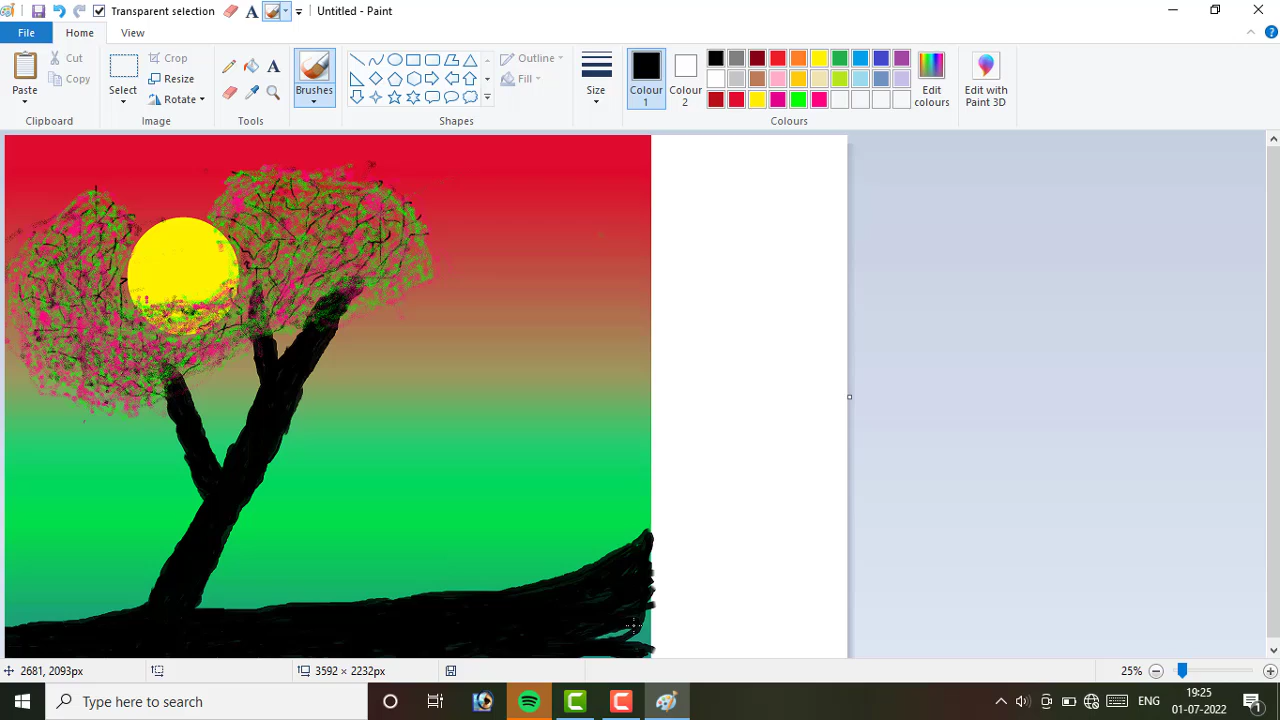 Transparent selection A Untitled - Paint
File Home View
Paste Cut Copy Select Crop Resize Rotate A Brushes Outline Fill Size Colour 1 Colour 2 Edit colours Edit with Paint 3D
Clipboard Image Tools Shapes Colours
2681, 2093px 3592 × 2232px 25%
Type here to search ENG 19:25
01-07-2022 1